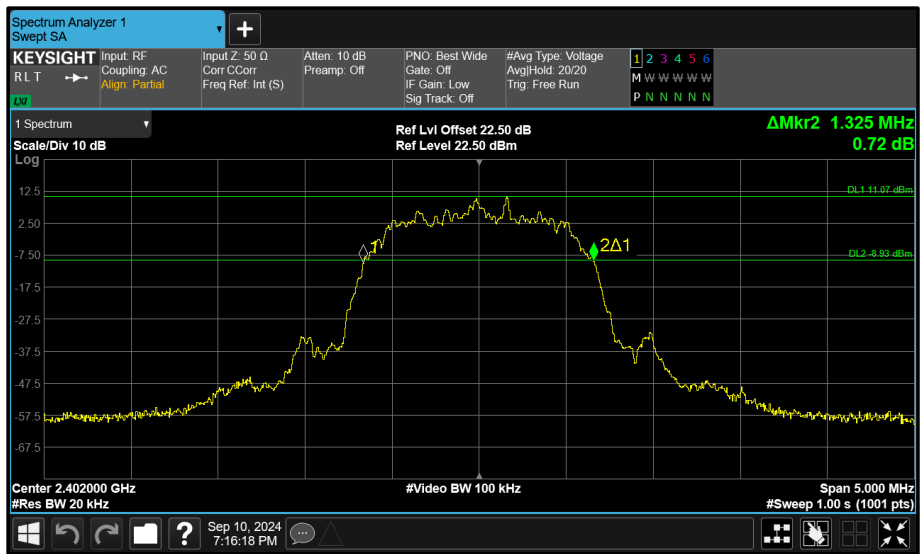 Spectrum Analyzer 1
Swept SA
+
KEYSIGHT
R L T
LXI
Input: RF
Coupling: AC
Align: Partial
Input Z: 50 Ω
Corr CCorr
Freq Ref: Int (S)
Atten: 10 dB
Preamp: Off
PNO: Best Wide
Gate: Off
IF Gain: Low
Sig Track: Off
#Avg Type: Voltage
Avg|Hold: 20/20
Trig: Free Run
1 2 3 4 5 6
M W W W W W
P N N N N N
1 Spectrum
Scale/Div 10 dB
Log
Ref Lvl Offset 22.50 dB
Ref Level 22.50 dBm
ΔMkr2 1.325 MHz
0.72 dB
12.5
2.50
-7.50
-17.5
-27.5
-37.5
-47.5
-57.5
-67.5
DL1 11.07 dBm
DL2 -8.93 dBm
1
2Δ1
Center 2.402000 GHz
#Res BW 20 kHz
#Video BW 100 kHz
Span 5.000 MHz
#Sweep 1.00 s (1001 pts)
?
Sep 10, 2024
7:16:18 PM